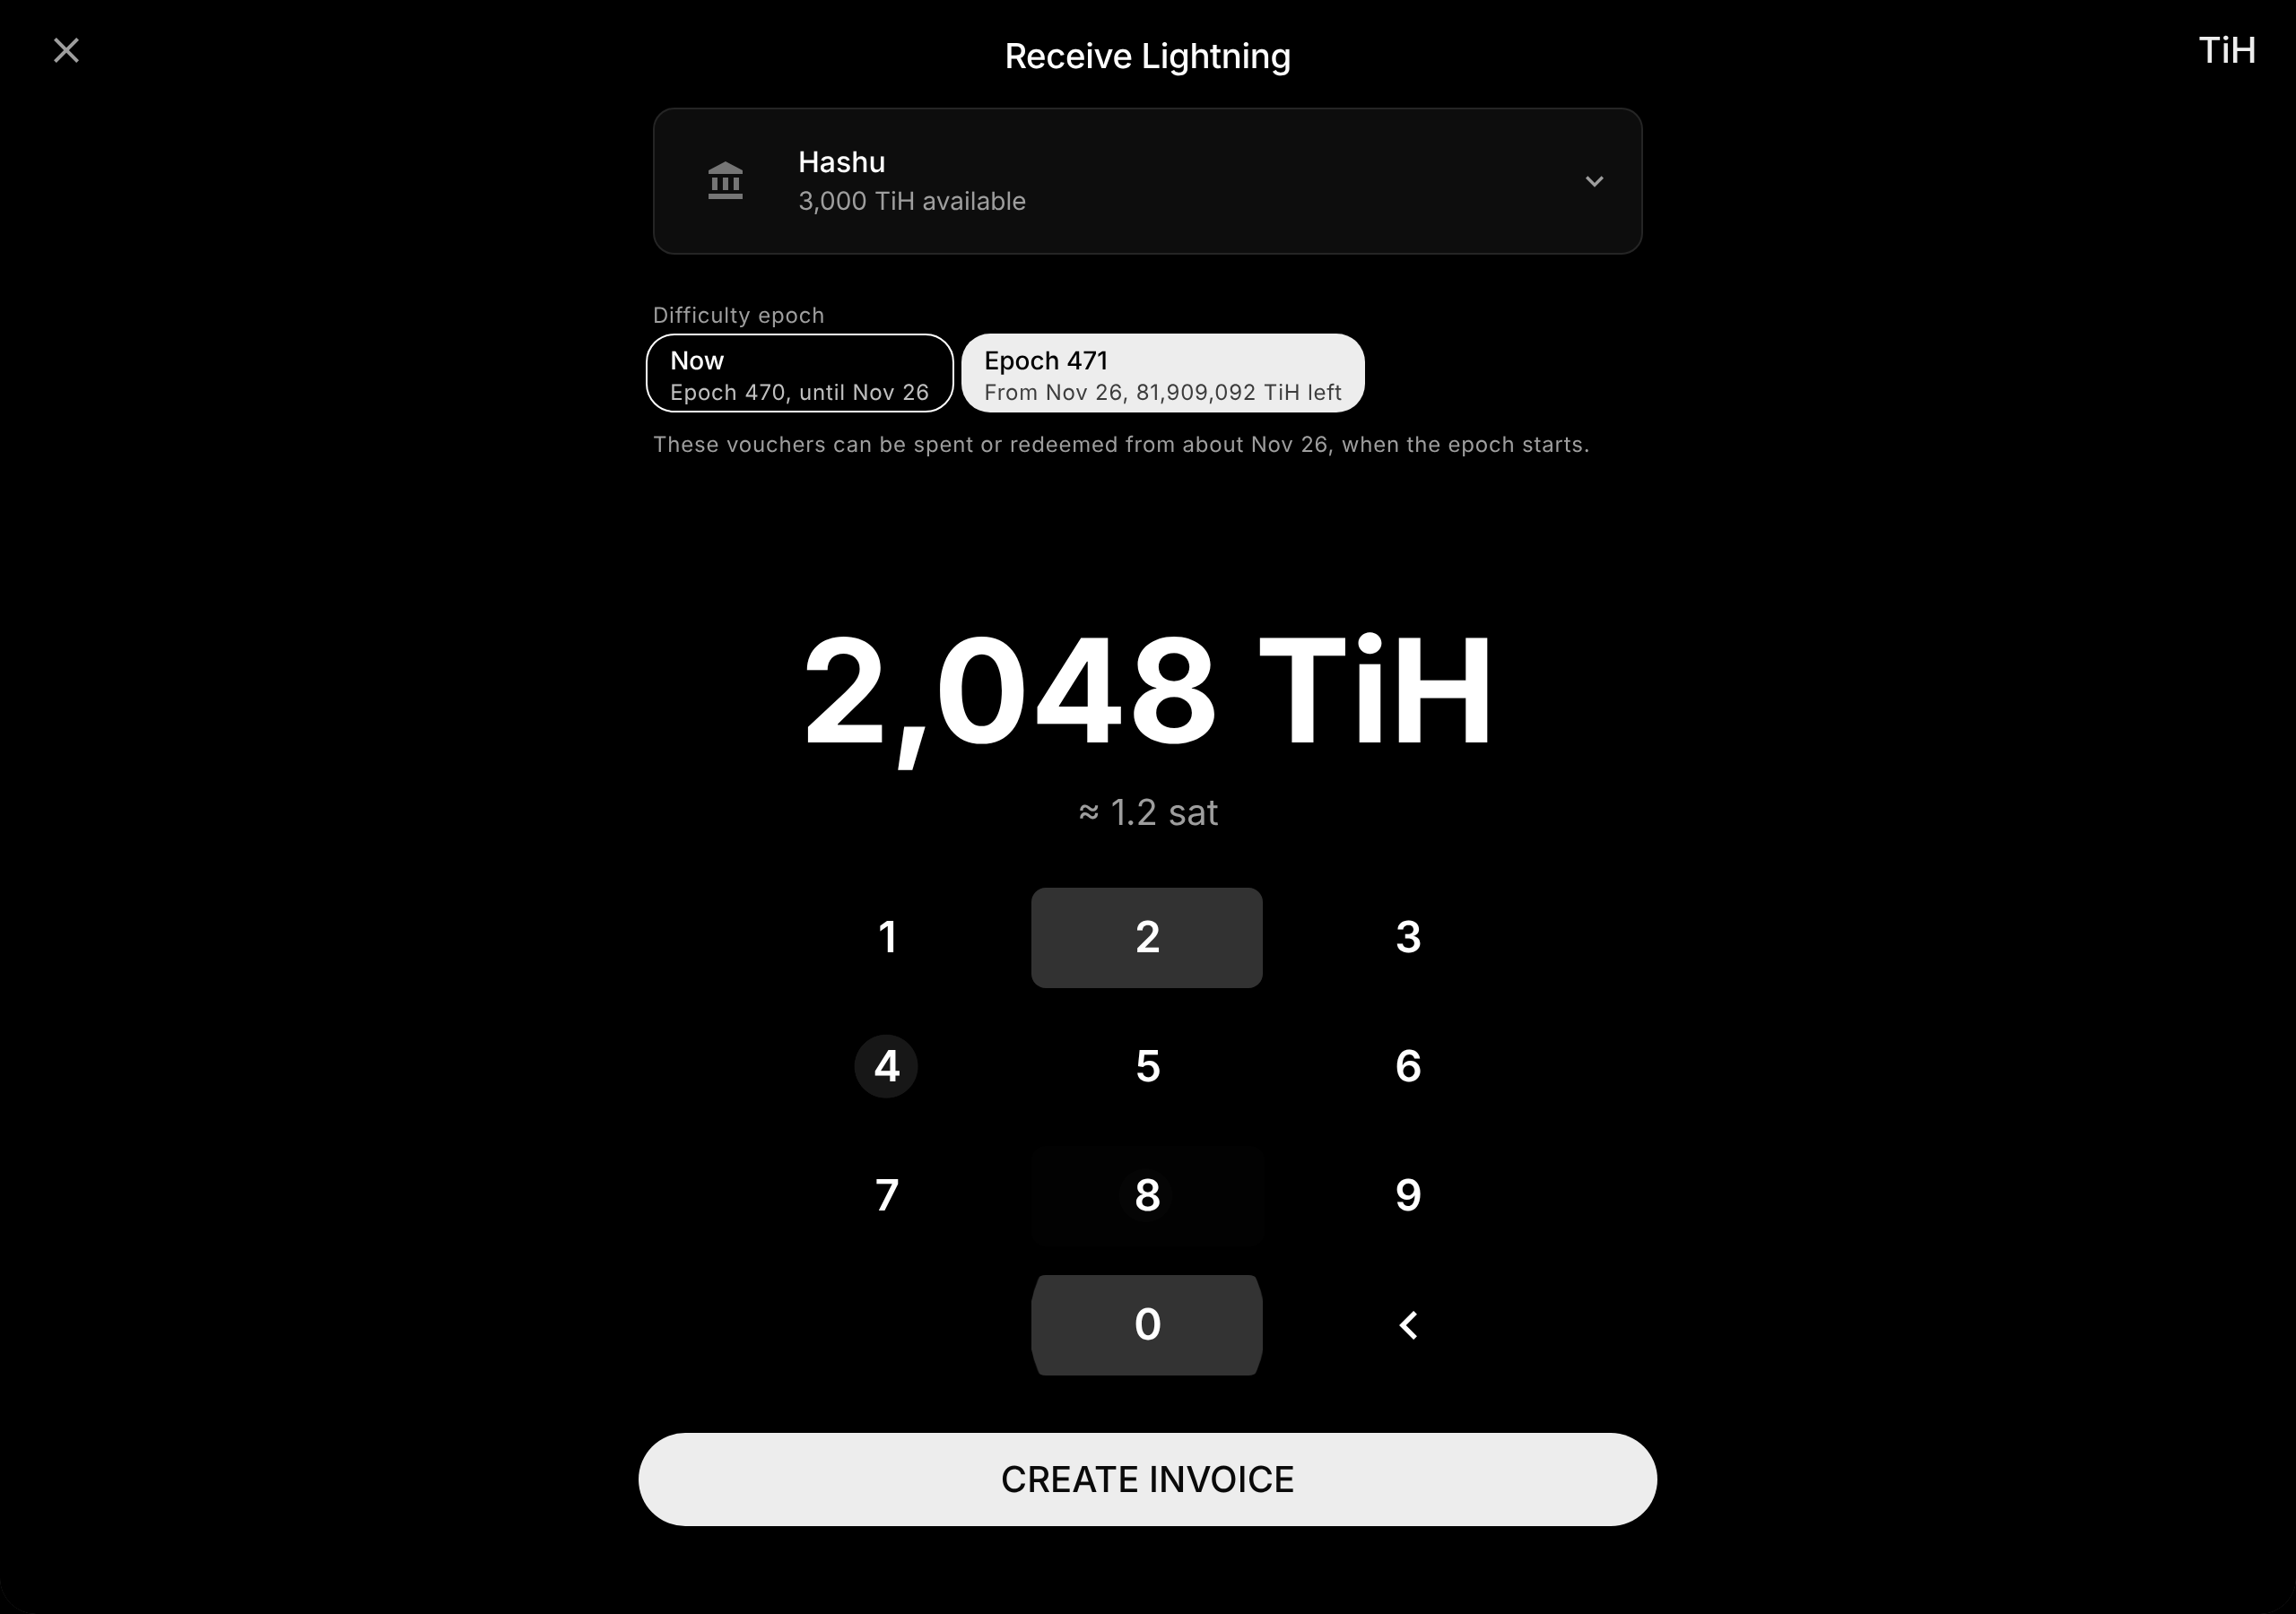 Receive Lightning
TiH
Hashu
3,000 TiH available
Difficulty epoch
Now
Epoch 470, until Nov 26
Epoch 471
From Nov 26, 81,909,092 TiH left
These vouchers can be spent or redeemed from about Nov 26, when the epoch starts.
2,048 TiH
≈ 1.2 sat
1 2 3
4 5 6
7 8 9
0
CREATE INVOICE